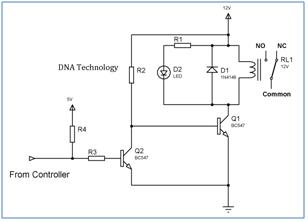 12V
R1
NO
NC
DNA Technology
R2
D2
LED
D1
1N4148
RL1
12V
Common
5V
R4
Q1
BC547
R3
Q2
BC547
From Controller